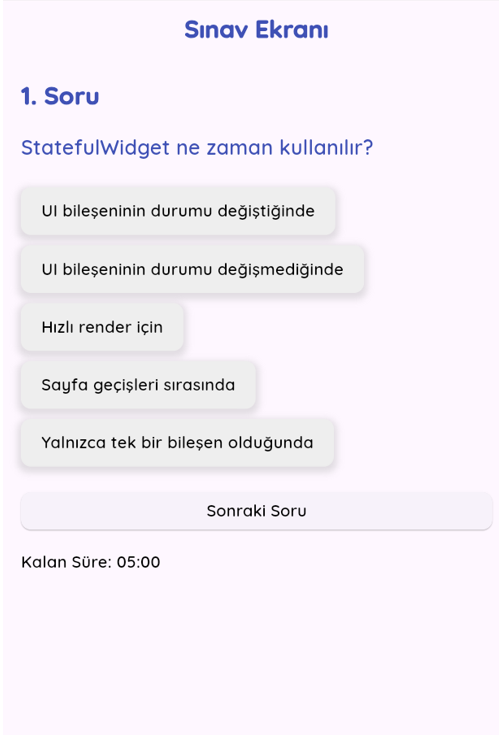 Sınav Ekranı
1. Soru
StatefulWidget ne zaman kullanılır?
UI bileşeninin durumu değiştiğinde
UI bileşeninin durumu değişmediğinde
Hızlı render için
Sayfa geçişleri sırasında
Yalnızca tek bir bileşen olduğunda
Sonraki Soru
Kalan Süre: 05:00